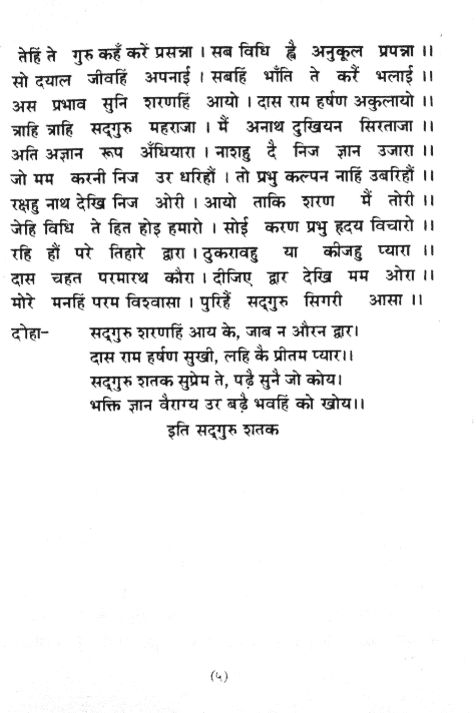 तेहिं ते गुरु कहँ करें प्रसन्ना । सब विधि ह्वै अनुकूल प्रपन्ना ।।
सो दयाल जीवहिं अपनाई । सबहिं भाँति ते करैं भलाई ।।
अस प्रभाव सुनि शरणहिं आयो । दास राम हर्षण अकुलायो ।।
त्राहि त्राहि सद्गुरु महराजा । मैं अनाथ दुखियन सिरताजा ।।
अति अज्ञान रूप अँधियारा । नाशहु दै निज ज्ञान उजारा ।।
जो मम करनी निज उर धरिहौं । तो प्रभु कल्पन नाहिं उबरिहौं ।।
रक्षहु नाथ देखि निज ओरी । आयो ताकि शरण मैं तोरी ।।
जेहि विधि ते हित होइ हमारो । सोई करण प्रभु हृदय विचारो ।।
रहि हौं परे तिहारे द्वारा । ठुकरावहु या कीजहु प्यारा ।।
दास चहत परमारथ कौरा । दीजिए द्वार देखि मम ओरा ।।
मोरे मनहिं परम विश्वासा । पुरिहैं सद्गुरु सिगरी आसा ।।
दोहा- सद्गुरु शरणहिं आय के, जाब न औरन द्वार।
दास राम हर्षण सुखी, लहि कै प्रीतम प्यार।।
सद्गुरु शतक सुप्रेम ते, पढ़ै सुनै जो कोय।
भक्ति ज्ञान वैराग्य उर बढ़ै भवहिं को खोय।।
इति सद्गुरु शतक
(५)